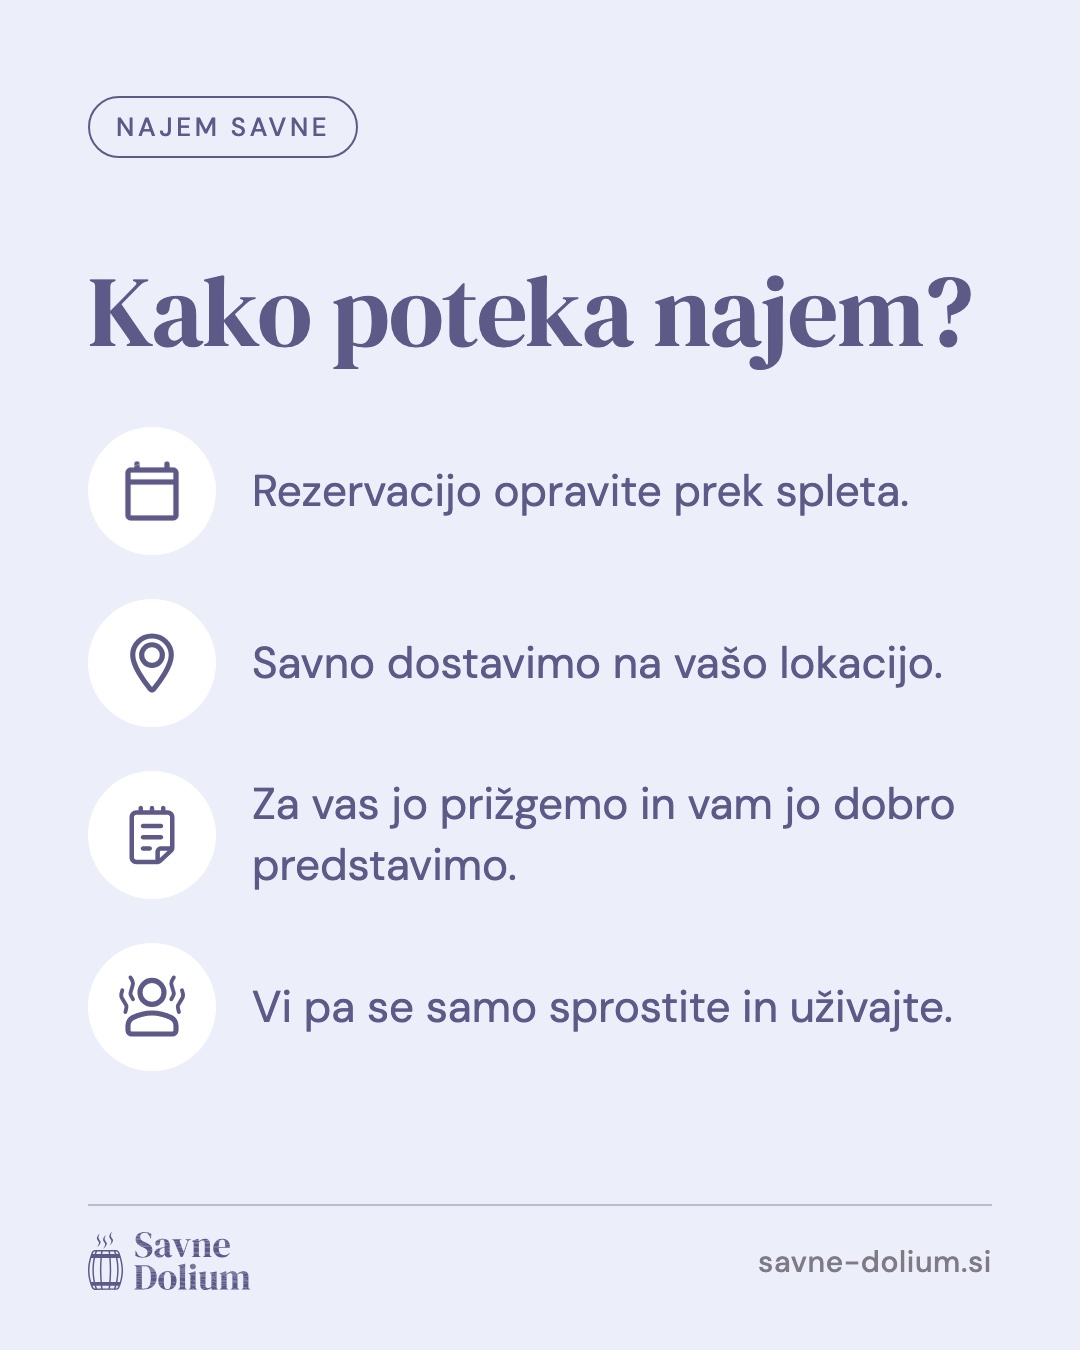 NAJEM SAVNE
Kako poteka najem?
Rezervacijo opravite prek spleta.
Savno dostavimo na vašo lokacijo.
Za vas jo prižgemo in vam jo dobro
predstavimo.
Vi pa se samo sprostite in uživajte.
Savne
Dolium
savne-dolium.si